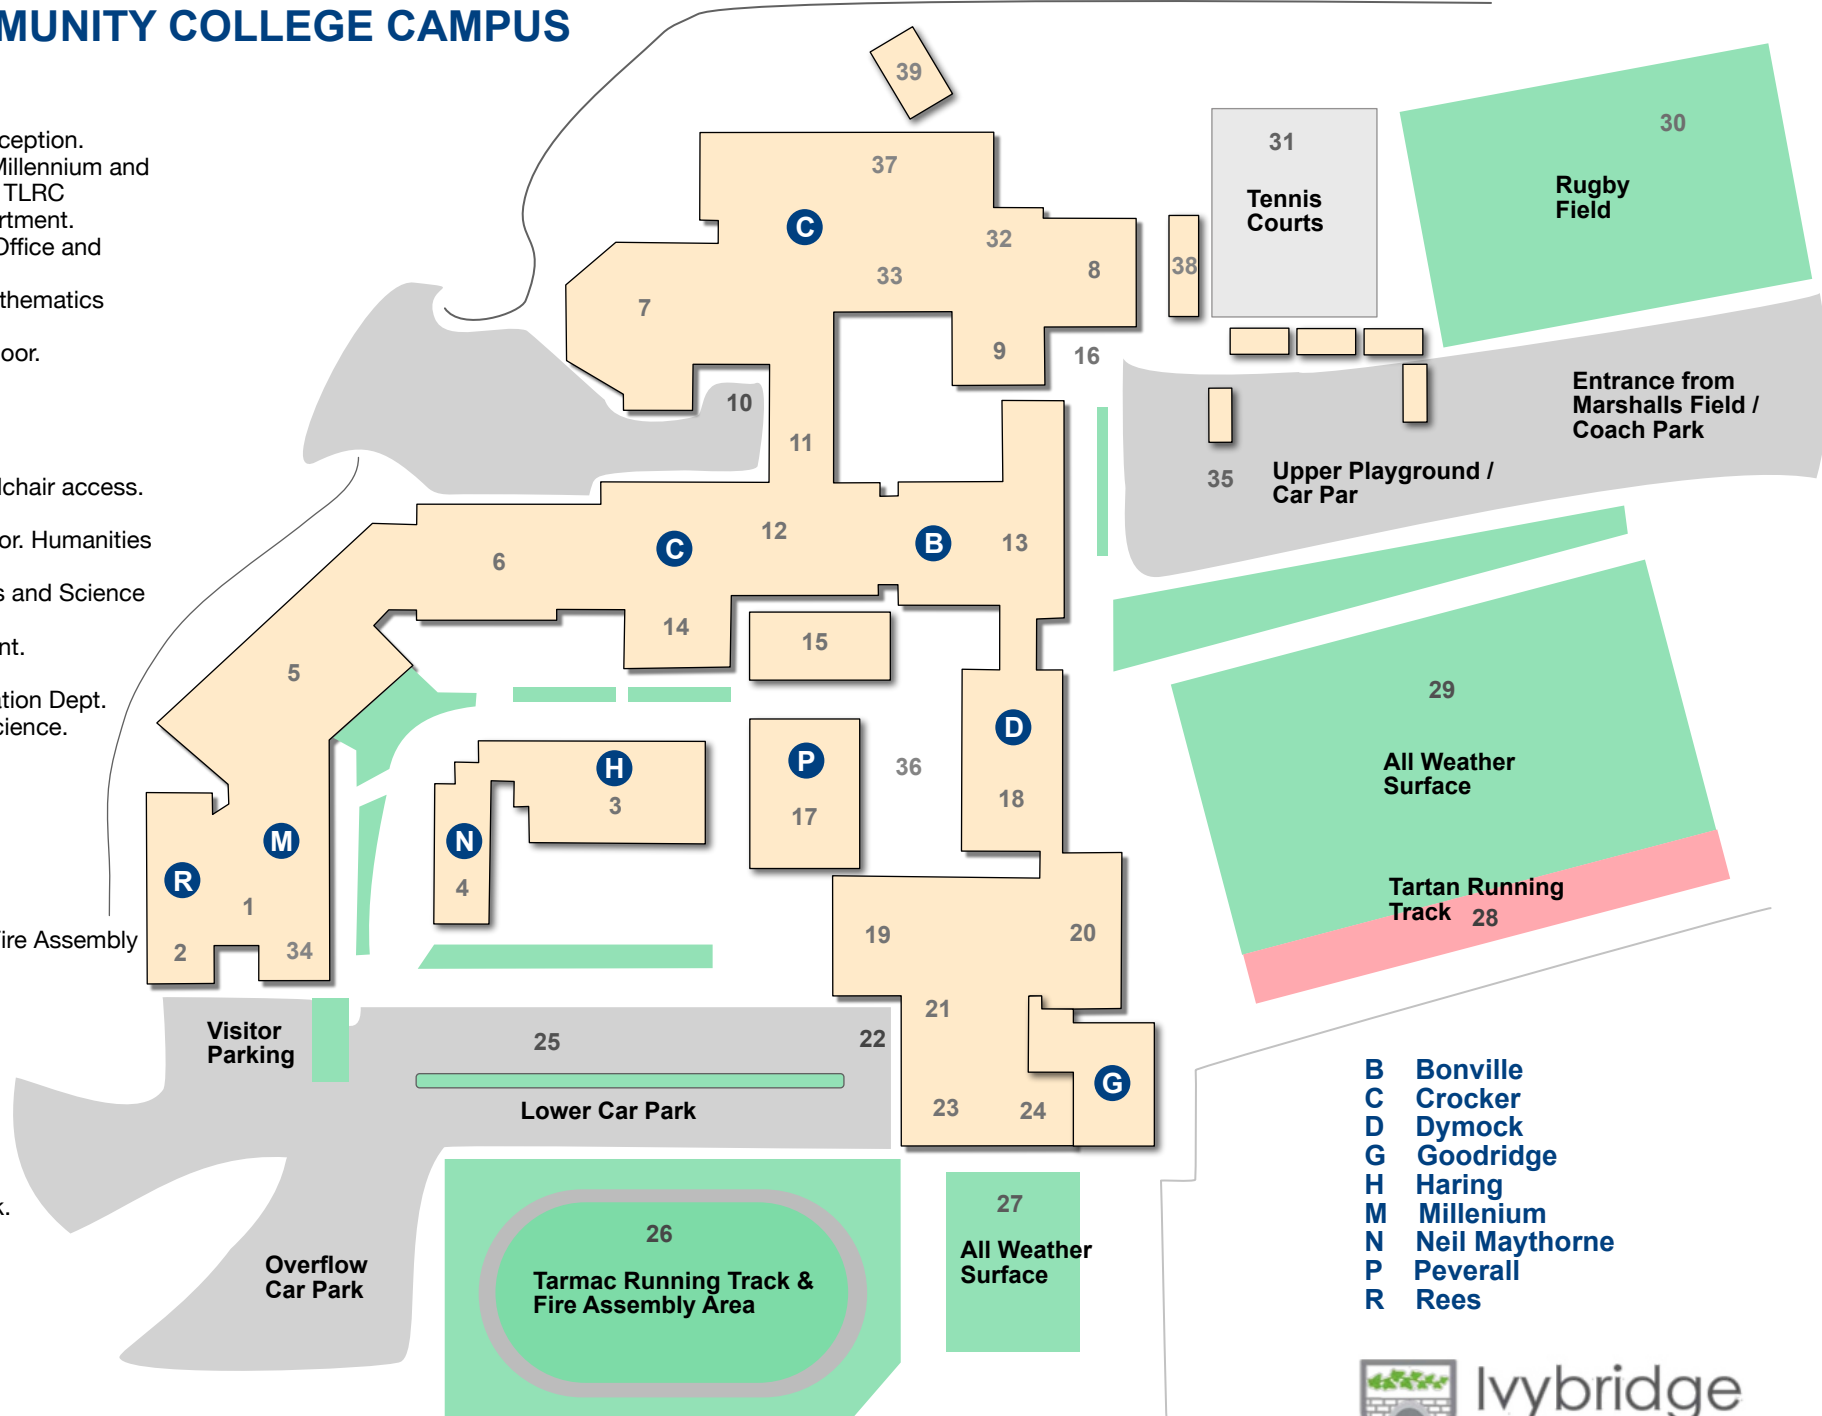 MUNITY COLLEGE CAMPUS
ception.
Millennium and
TLRC
rtment.
Office and
thematics
oor.
lchair access.
or. Humanities
s and Science
nt.
ation Dept.
cience.
Fire Assembly
k.
39
37
C
32
33
8
7
9
16
38
31
Tennis
Courts
30
Rugby
Field
10
11
Entrance from
Marshalls Field /
Coach Park
35
Upper Playground /
Car Par
12
C
B
13
6
14
15
5
29
All Weather
Surface
D
18
36
P
17
H
3
N
4
M
R
1
2
34
Tartan Running
Track
28
19
20
21
22
25
Visitor
Parking
Lower Car Park
23
24
G
26
Tarmac Running Track &
Fire Assembly Area
27
All Weather
Surface
Overflow
Car Park
B Bonville
C Crocker
D Dymock
G Goodridge
H Haring
M Millenium
N Neil Maythorne
P Peverall
R Rees
Ivybridge